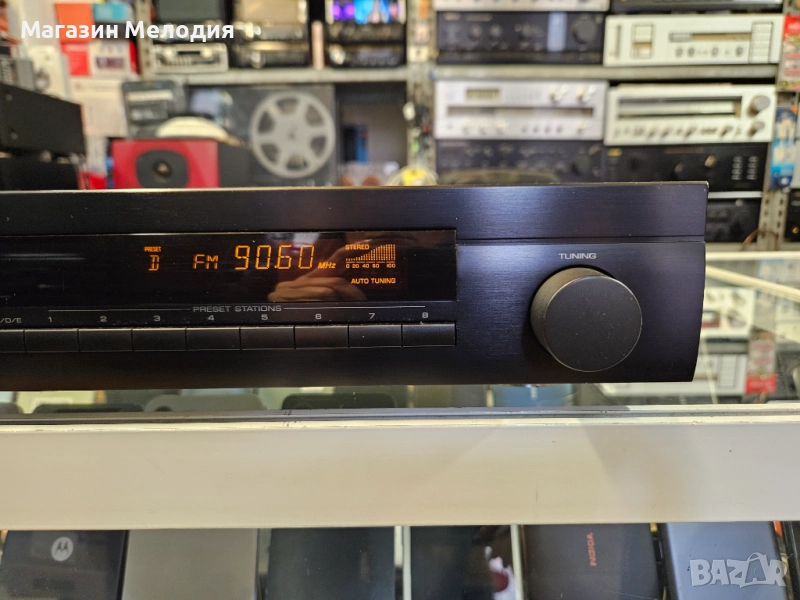 Магазин Мелодия
PRESET
D FM 90.60 MHz
STEREO
0 20 40 60 100
AUTO TUNING
TUNING
PRESET STATIONS
/D/E 1 2 3 4 5 6 7 8
NOKIA
BAZAR